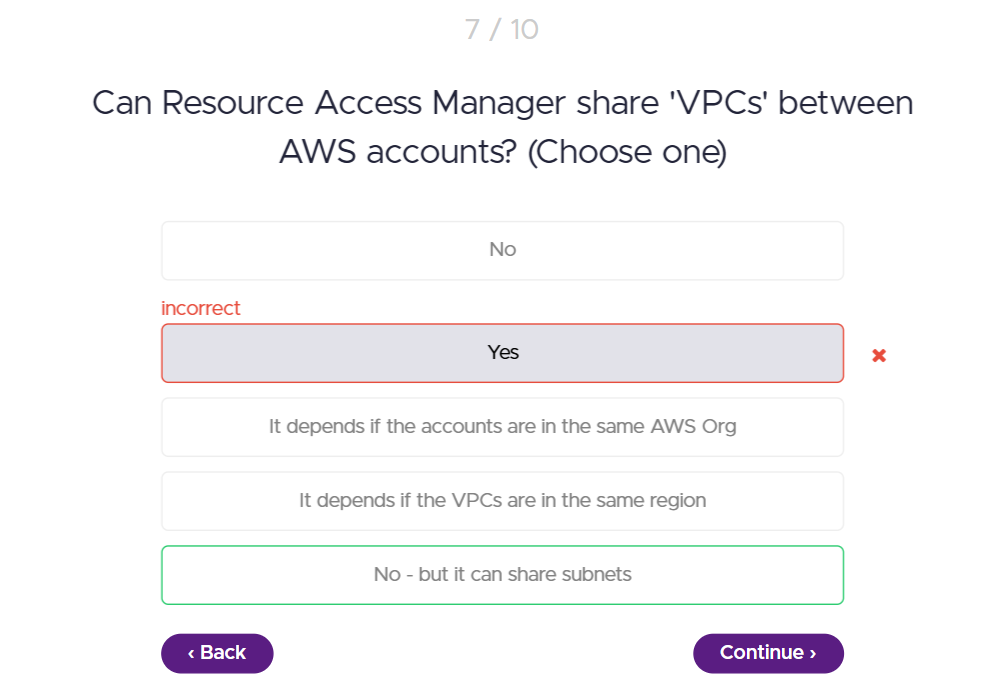 7 / 10
Can Resource Access Manager share 'VPCs' between
AWS accounts? (Choose one)
No
incorrect
Yes
It depends if the accounts are in the same AWS Org
It depends if the VPCs are in the same region
No - but it can share subnets
‹ Back
Continue ›